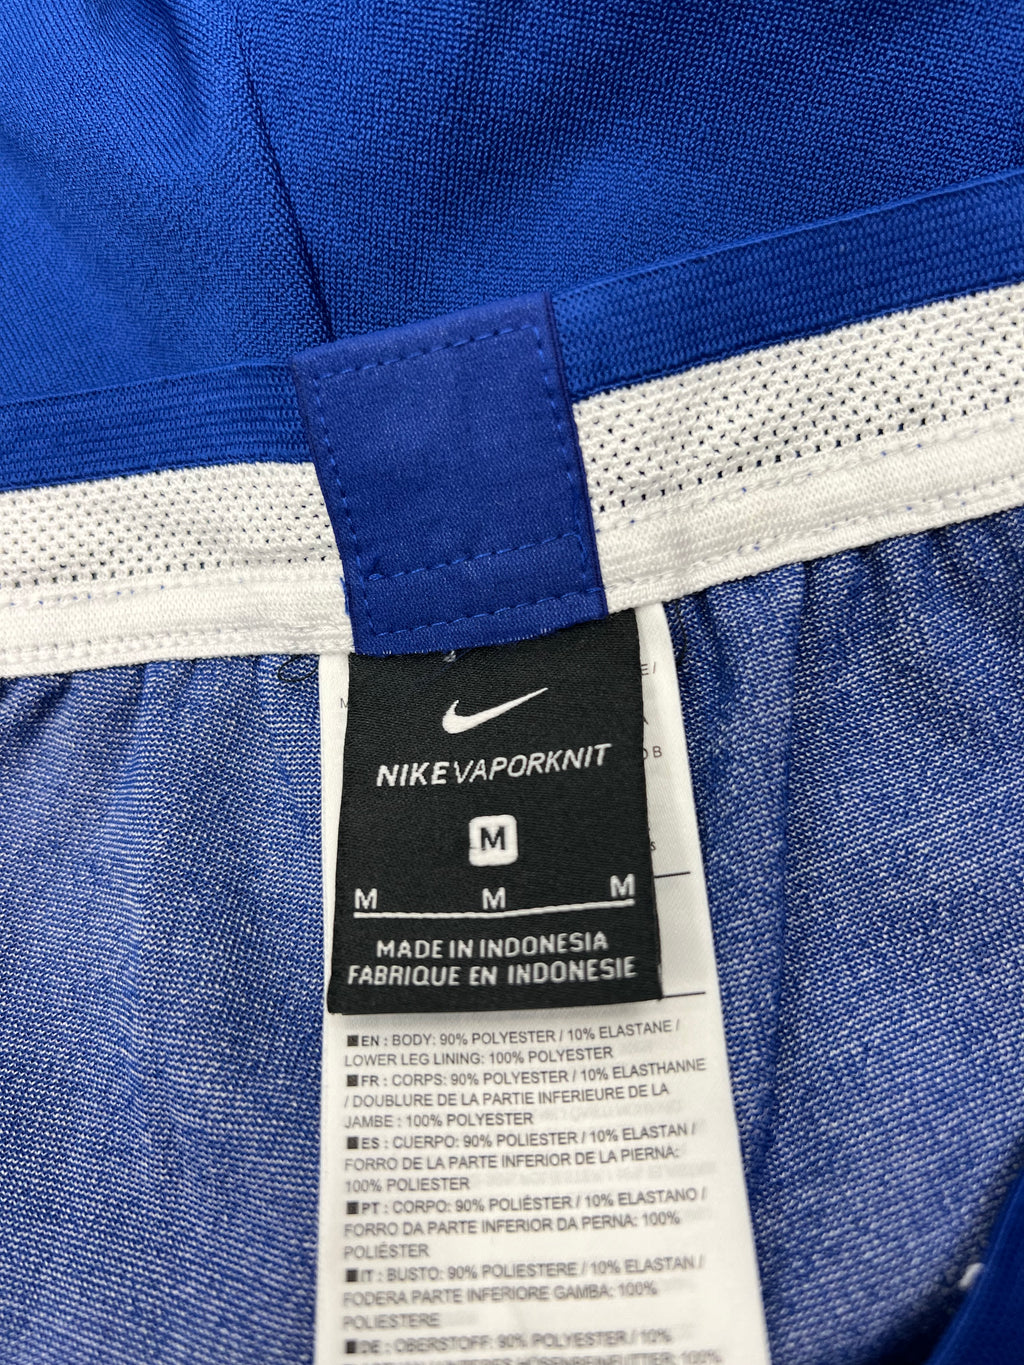 NIKEVAPORKNIT
M
M M M
MADE IN INDONESIA
FABRIQUE EN INDONESIE
EN : BODY: 90% POLYESTER / 10% ELASTANE /
LOWER LEG LINING: 100% POLYESTER
FR : CORPS: 90% POLYESTER / 10% ELASTHANNE
/ DOUBLURE DE LA PARTIE INFERIEURE DE LA
JAMBE : 100% POLYESTER
ES : CUERPO: 90% POLIESTER / 10% ELASTAN /
FORRO DE LA PARTE INFERIOR DE LA PIERNA:
100% POLIESTER
PT : CORPO: 90% POLIÉSTER / 10% ELASTANO /
FORRO DA PARTE INFERIOR DA PERNA: 100%
POLIÉSTER
IT : BUSTO: 90% POLIESTERE / 10% ELASTAN /
FODERA PARTE INFERIORE GAMBA: 100%
POLIESTERE
DE : OBERSTOFF: 90% POLYESTER / 10%